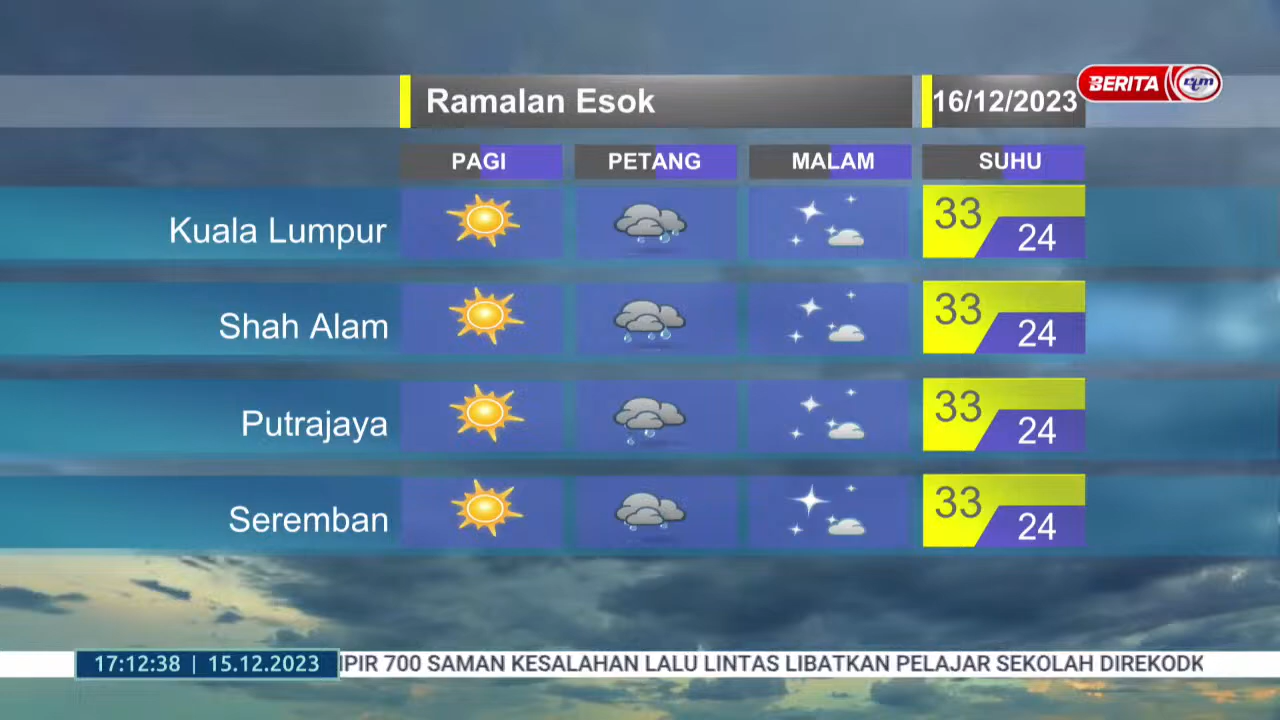 Ramalan Esok
16/12/2023
BERITA rtm
PAGI PETANG MALAM SUHU
Kuala Lumpur 33 24
Shah Alam 33 24
Putrajaya 33 24
Seremban 33 24
17:12:38 | 15.12.2023
700 SAMAN KESALAHAN LALU LINTAS LIBATKAN PELAJAR SEKOLAH